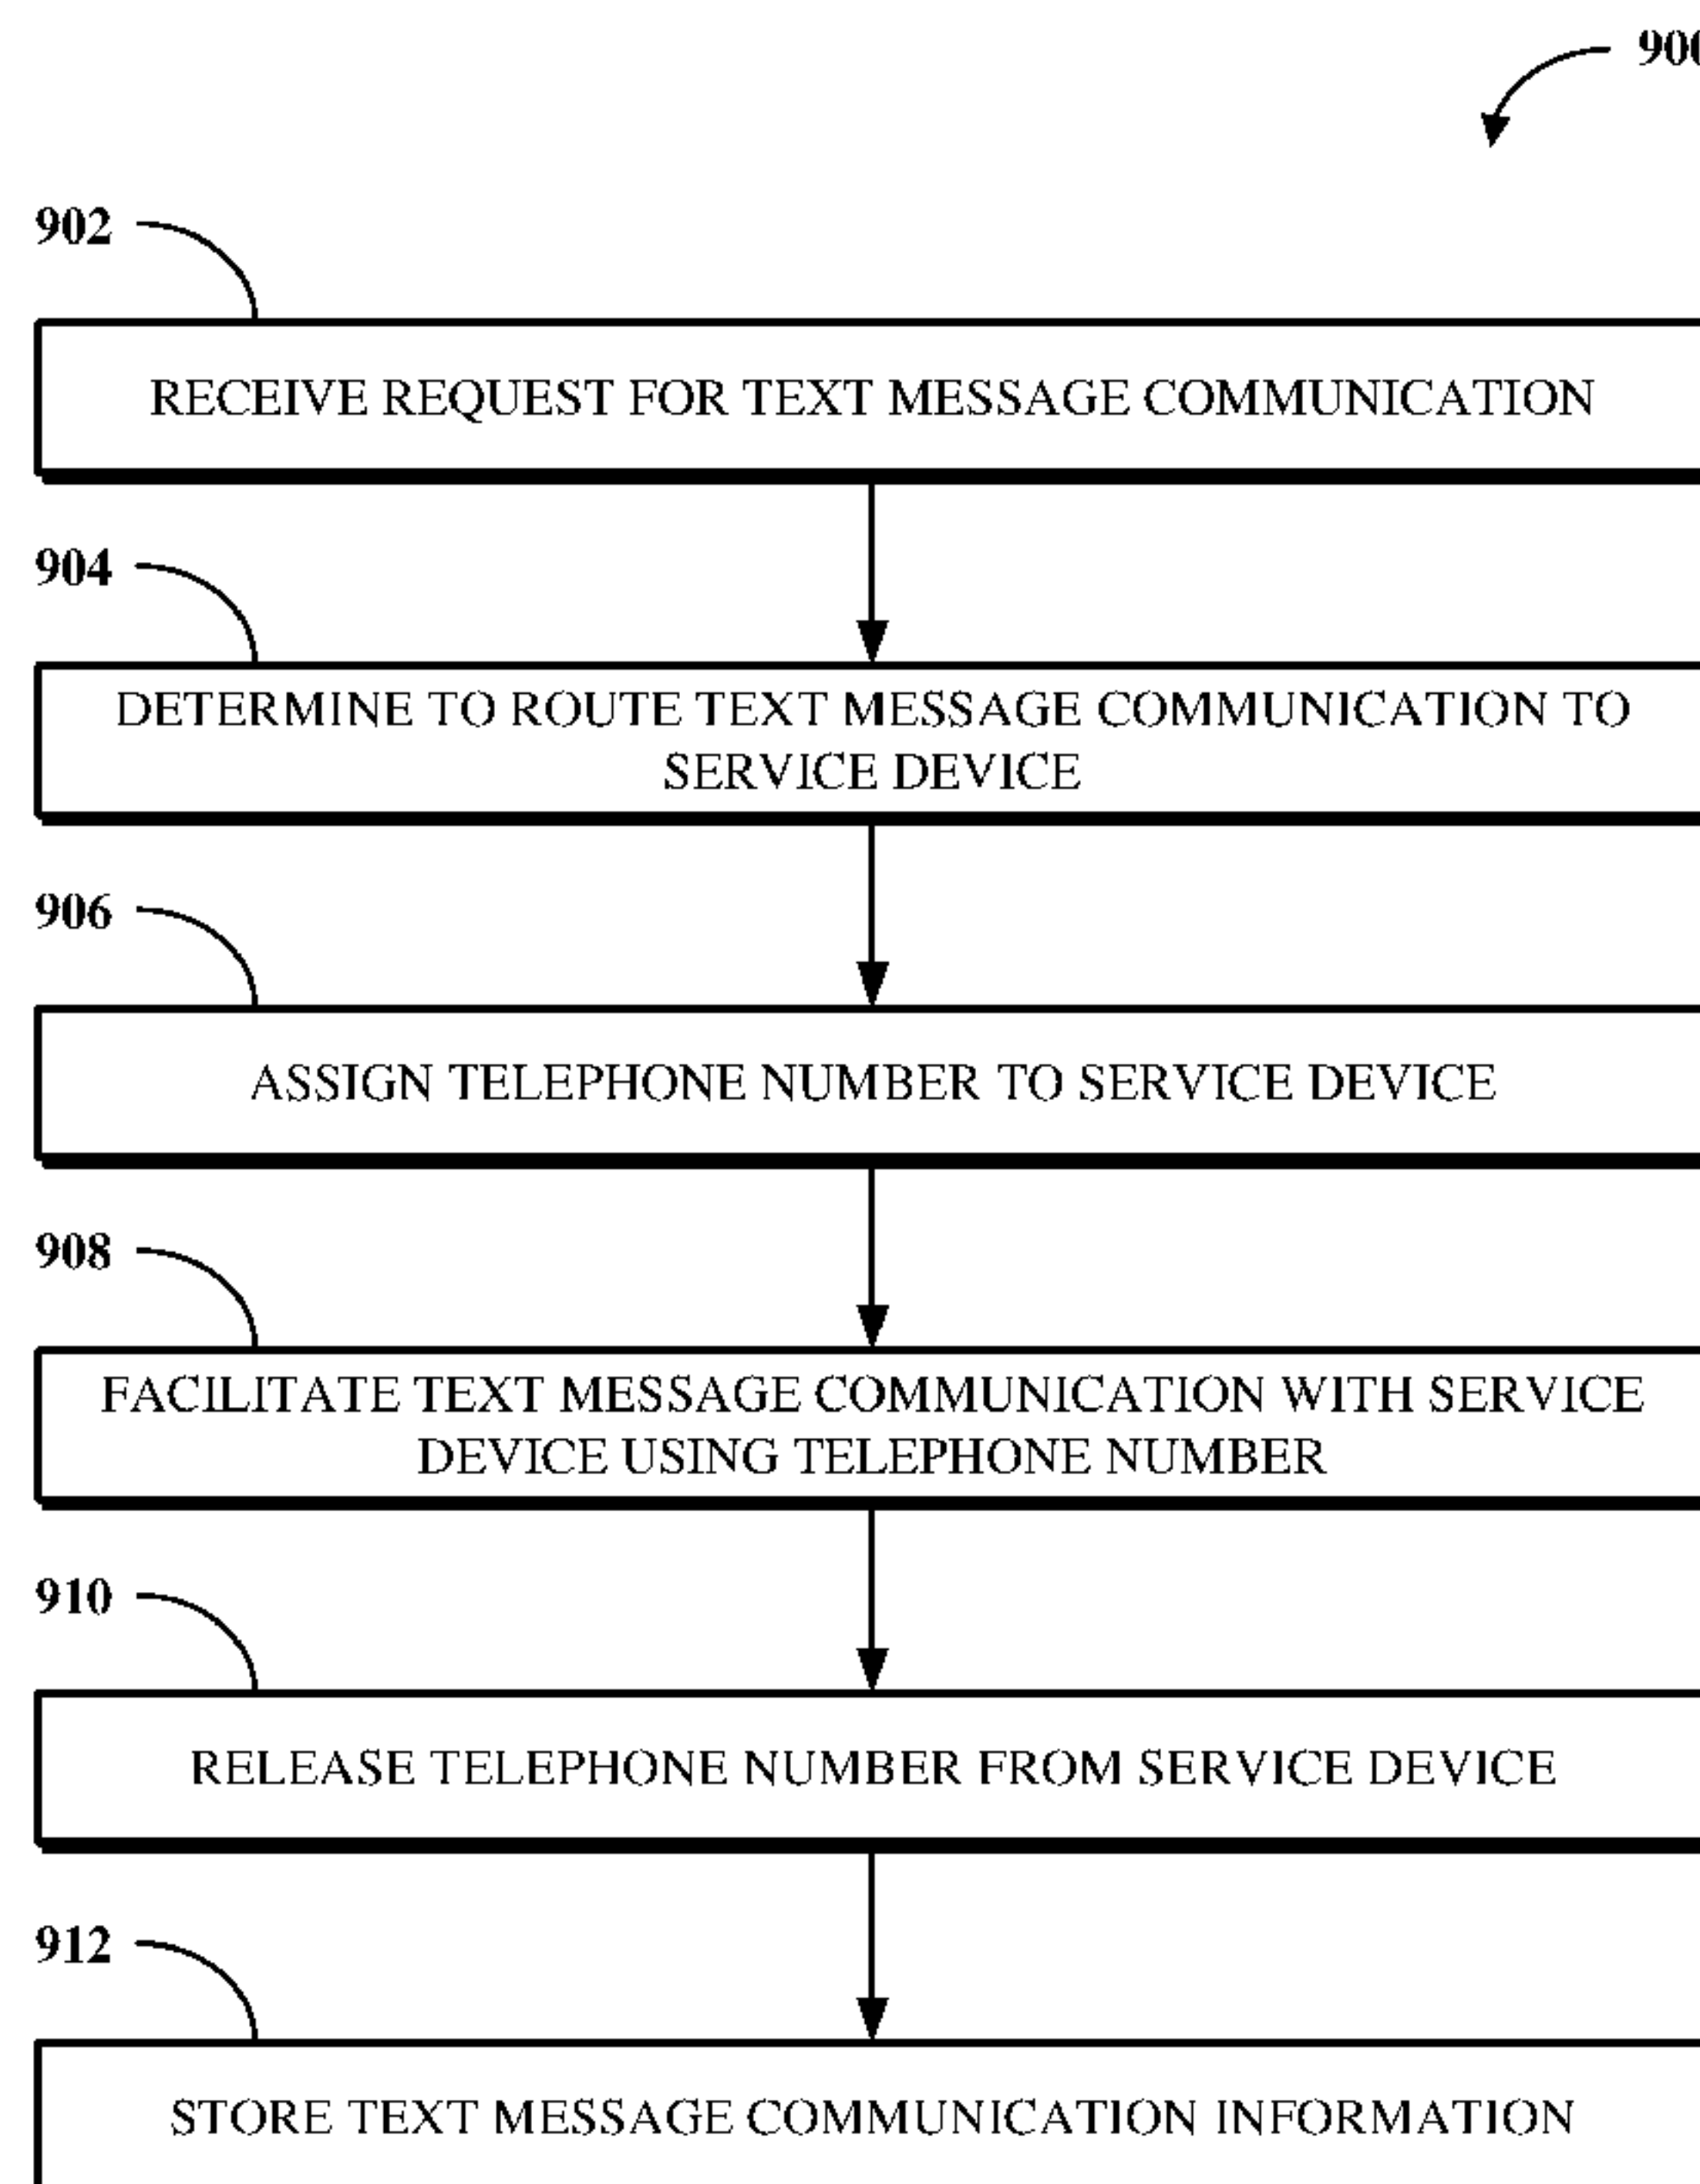 900
902
RECEIVE REQUEST FOR TEXT MESSAGE COMMUNICATION
904
DETERMINE TO ROUTE TEXT MESSAGE COMMUNICATION TO
SERVICE DEVICE
906
ASSIGN TELEPHONE NUMBER TO SERVICE DEVICE
908
FACILITATE TEXT MESSAGE COMMUNICATION WITH SERVICE
DEVICE USING TELEPHONE NUMBER
910
RELEASE TELEPHONE NUMBER FROM SERVICE DEVICE
912
STORE TEXT MESSAGE COMMUNICATION INFORMATION